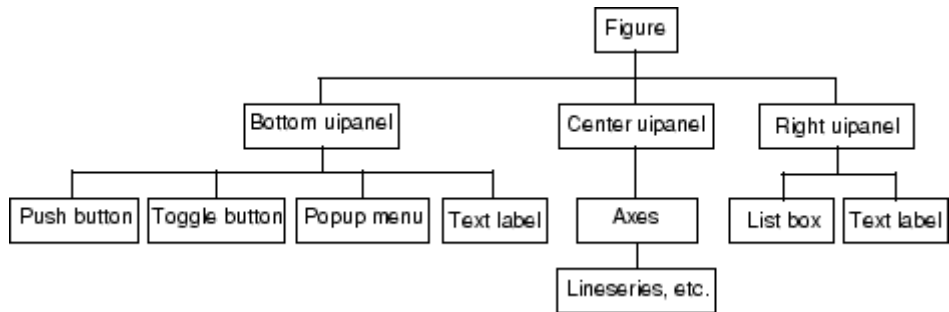 Figure
Bottom uipanel
Center uipanel
Right uipanel
Push button
Toggle button
Popup menu
Text label
Axes
List box
Text label
Lineseries, etc.